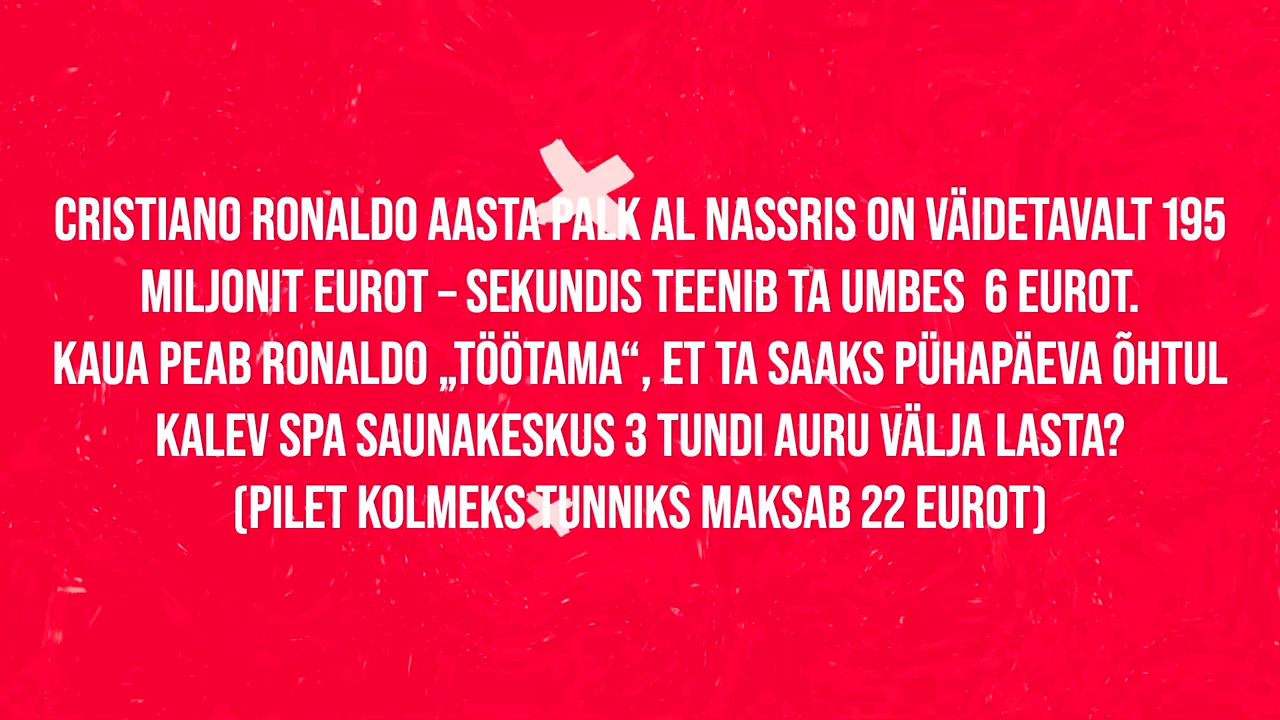 CRISTIANO RONALDO AASTA PALK AL NASSRIS ON VÄIDETAVALT 195
MILJONIT EUROT – SEKUNDIS TEENIB TA UMBES 6 EUROT.
KAUA PEAB RONALDO „TÖÖTAMA“, ET TA SAAKS PÜHAPÄEVA ÕHTUL
KALEV SPA SAUNAKESKUS 3 TUNDI AURU VÄLJA LASTA?
(PILET KOLMEKS TUNNIKS MAKSAB 22 EUROT)